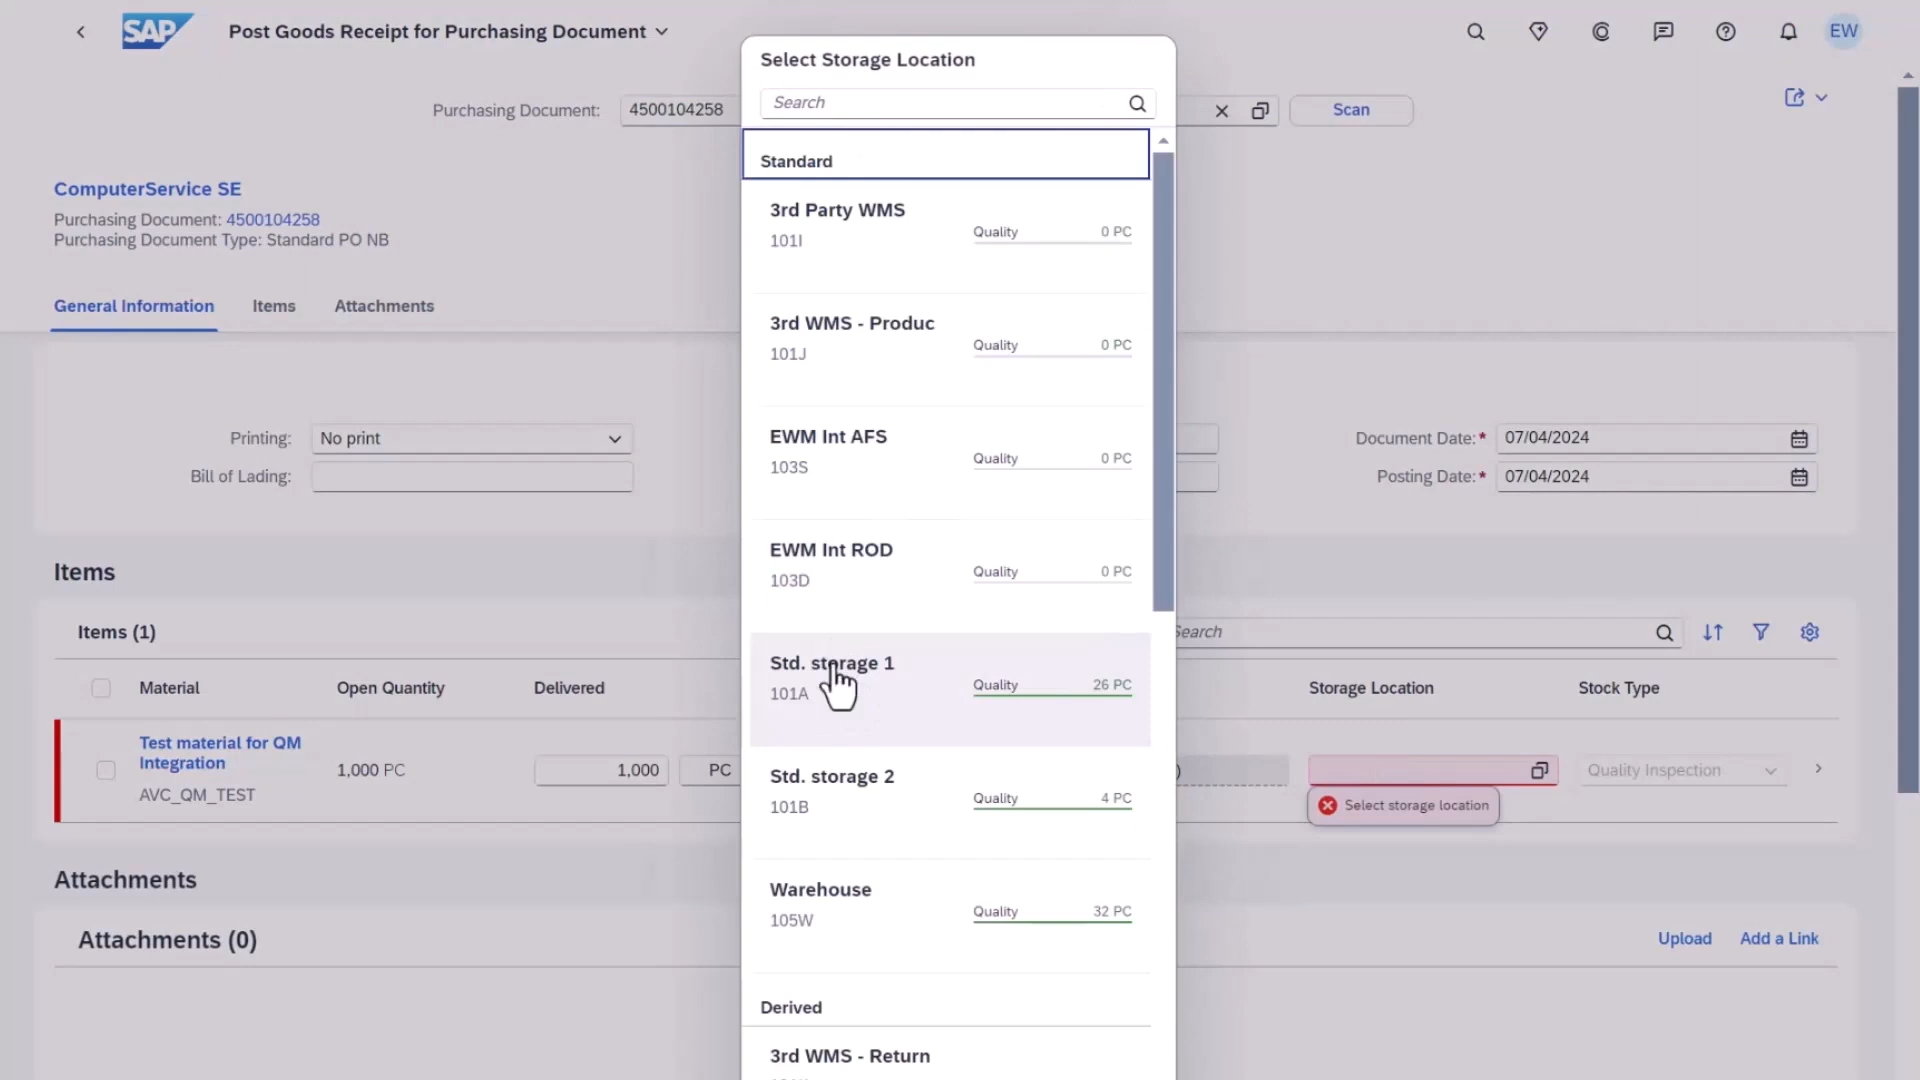 SAP
Post Goods Receipt for Purchasing Document
EW
Purchasing Document: 4500104258
Scan
ComputerService SE
Purchasing Document: 4500104258
Purchasing Document Type: Standard PO NB
General Information Items Attachments
Printing: No print
Bill of Lading:
Document Date:* 07/04/2024
Posting Date:* 07/04/2024
Items
Items (1)
Search
Material Open Quantity Delivered Storage Location Stock Type
Test material for QM
Integration
AVC_QM_TEST
1,000 PC
1,000 PC
)
Quality Inspection
Select storage location
Attachments
Attachments (0)
Upload Add a Link
Select Storage Location
Search
Standard
3rd Party WMS
101I
Quality 0 PC
3rd WMS - Produc
101J
Quality 0 PC
EWM Int AFS
103S
Quality 0 PC
EWM Int ROD
103D
Quality 0 PC
Std. storage 1
101A
Quality 26 PC
Std. storage 2
101B
Quality 4 PC
Warehouse
105W
Quality 32 PC
Derived
3rd WMS - Return